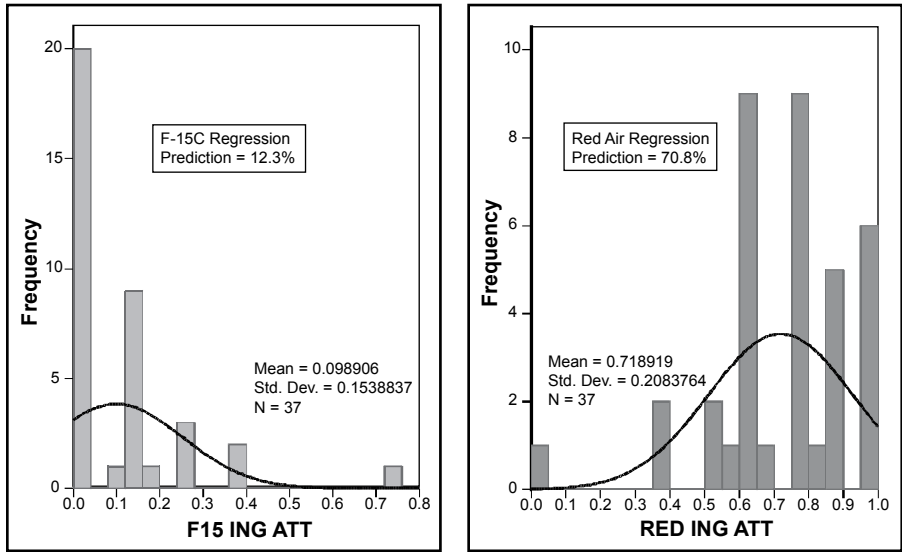 20
15
10
5
0
Frequency
F-15C Regression
Prediction = 12.3%
Mean = 0.098906
Std. Dev. = 0.1538837
N = 37
0.0 0.1 0.2 0.3 0.4 0.5 0.6 0.7 0.8
F15 ING ATT
10
8
6
4
2
0
Frequency
Red Air Regression
Prediction = 70.8%
Mean = 0.718919
Std. Dev. = 0.2083764
N = 37
0.0 0.1 0.2 0.3 0.4 0.5 0.6 0.7 0.8 0.9 1.0
RED ING ATT